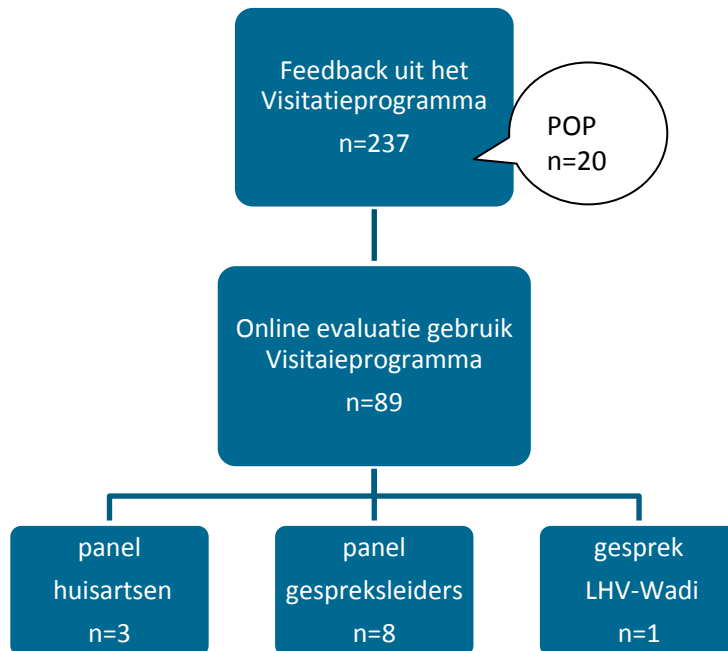 Feedback uit het
Visitatieprogramma
n=237
POP
n=20
Online evaluatie gebruik
Visitaieprogramma
n=89
panel
huisartsen
n=3
panel
gespreksleiders
n=8
gesprek
LHV-Wadi
n=1